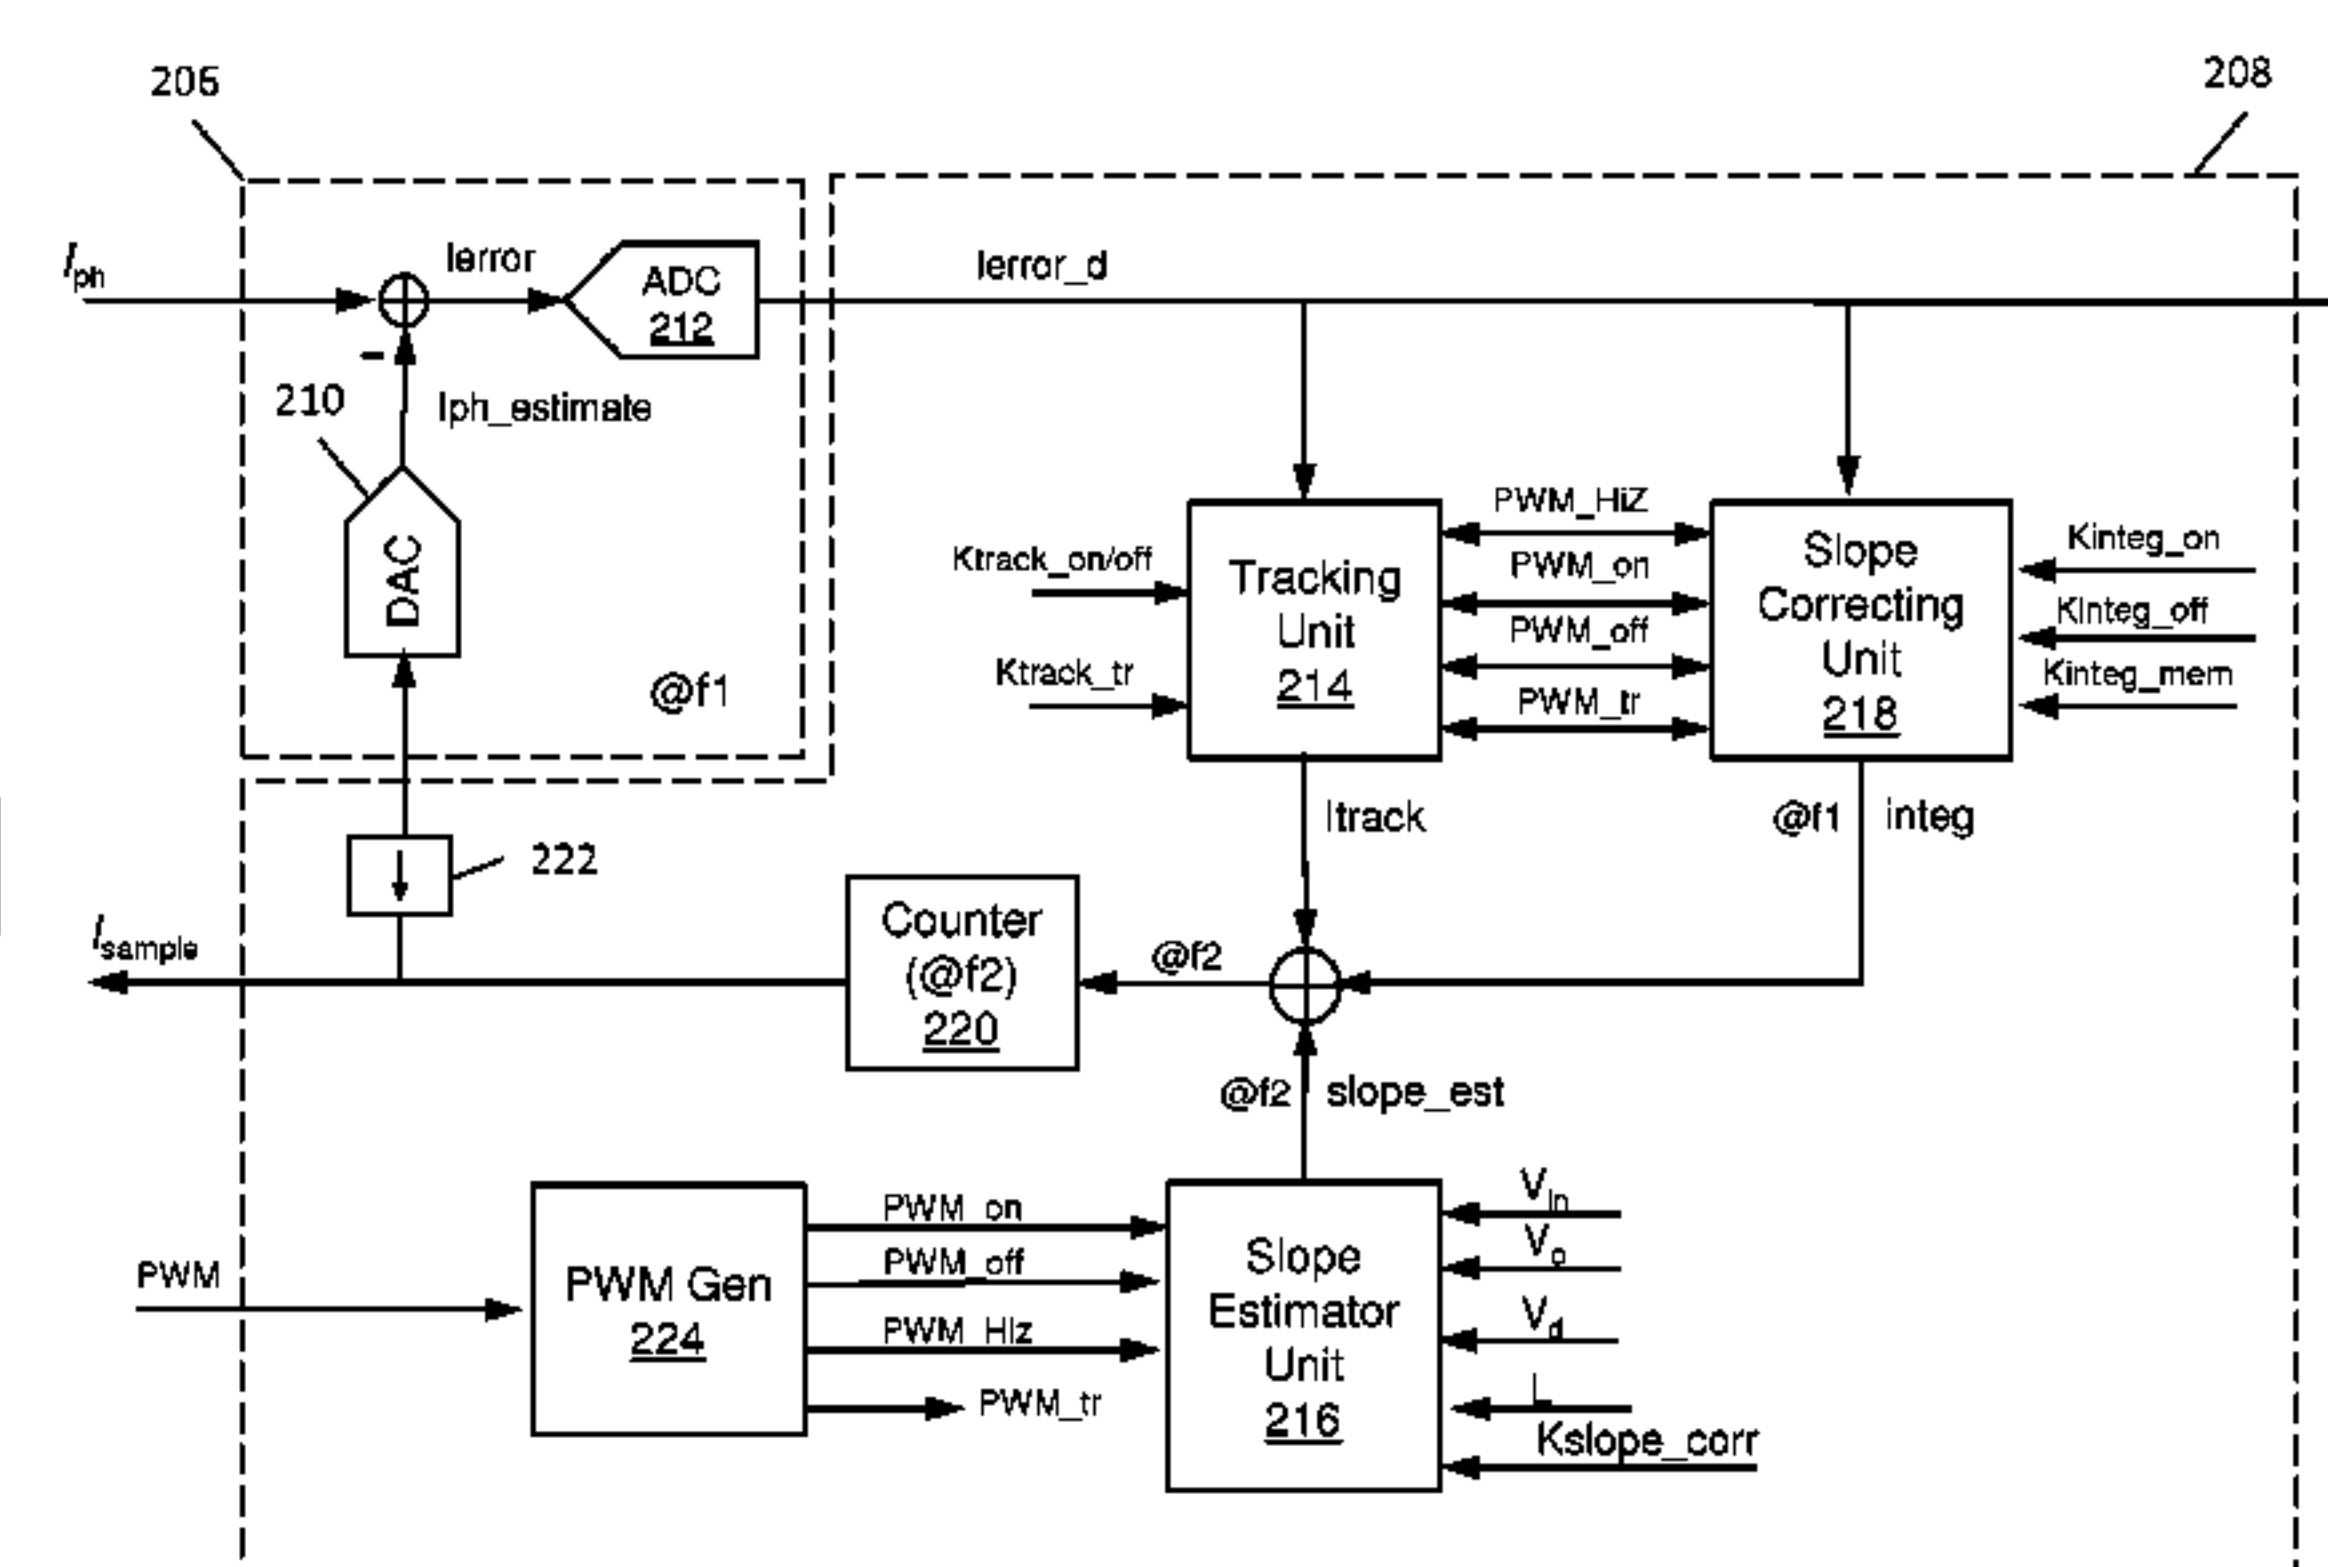 206
208
Iph
Ierror
ADC
212
Ierror_d
-
210
Iph_estimate
DAC
@f1
PWM_HiZ
Ktrack_on/off
PWM_on
Tracking
Unit
214
PWM_off
Ktrack_tr
PWM_tr
Slope
Correcting
Unit
218
Kinteg_on
Kinteg_off
Kinteg_mem
Itrack
@f1
integ
222
Isample
Counter
(@f2)
220
@f2
@f2
slope_est
PWM
PWM Gen
224
PWM_on
PWM_off
PWM_HIz
PWM_tr
Slope
Estimator
Unit
216
Vin
Vo
Vd
L
Kslope_corr